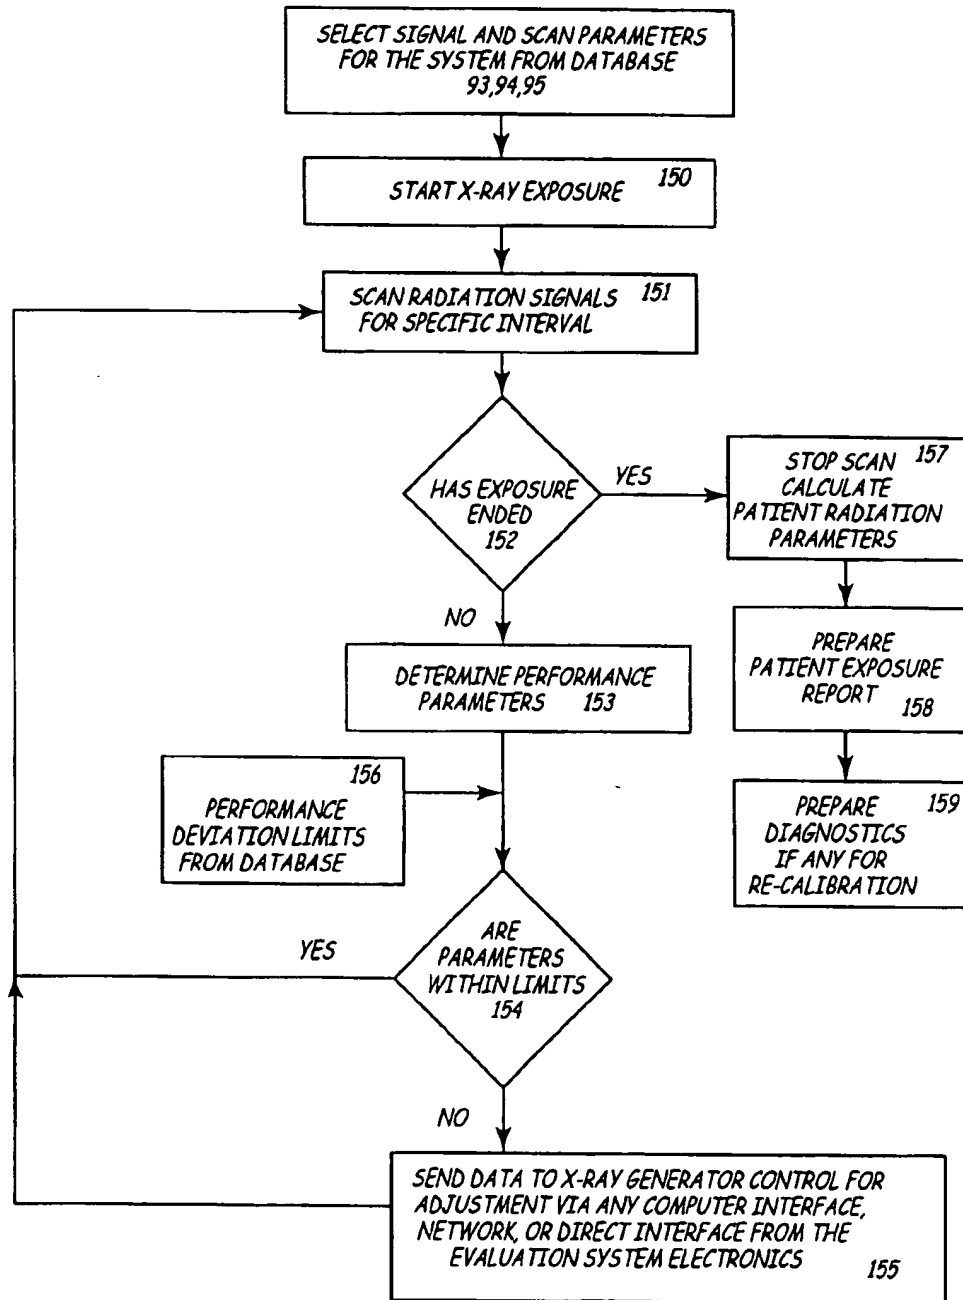 SELECT SIGNAL AND SCAN PARAMETERS
FOR THE SYSTEM FROM DATABASE
93,94,95
START X-RAY EXPOSURE 150
SCAN RADIATION SIGNALS 151
FOR SPECIFIC INTERVAL
HAS EXPOSURE
ENDED
152
YES
STOP SCAN 157
CALCULATE
PATIENT RADIATION
PARAMETERS
NO
PREPARE
PATIENT EXPOSURE
REPORT
158
DETERMINE PERFORMANCE
PARAMETERS 153
156
PERFORMANCE
DEVIATION LIMITS
FROM DATABASE
PREPARE 159
DIAGNOSTICS
IF ANY FOR
RE-CALIBRATION
ARE
PARAMETERS
WITHIN LIMITS
154
YES
NO
SEND DATA TO X-RAY GENERATOR CONTROL FOR
ADJUSTMENT VIA ANY COMPUTER INTERFACE,
NETWORK, OR DIRECT INTERFACE FROM THE
EVALUATION SYSTEM ELECTRONICS
155